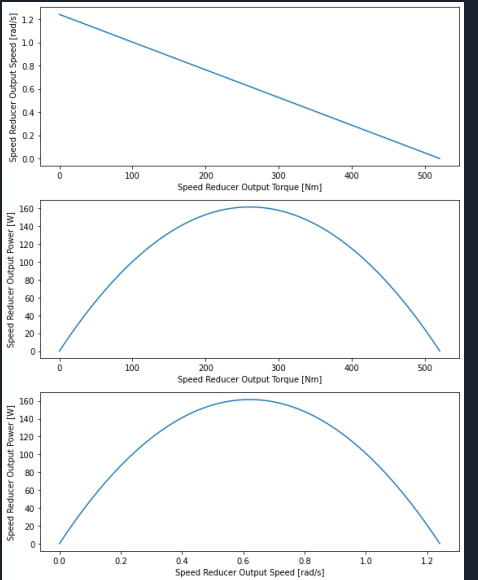 Speed Reducer Output Speed [rad/s]
1.2
1.0
0.8
0.6
0.4
0.2
0.0
0 100 200 300 400 500
Speed Reducer Output Torque [Nm]
Speed Reducer Output Power [W]
160
140
120
100
80
60
40
20
0
0 100 200 300 400 500
Speed Reducer Output Torque [Nm]
Speed Reducer Output Power [W]
160
140
120
100
80
60
40
20
0
0.0 0.2 0.4 0.6 0.8 1.0 1.2
Speed Reducer Output Speed [rad/s]